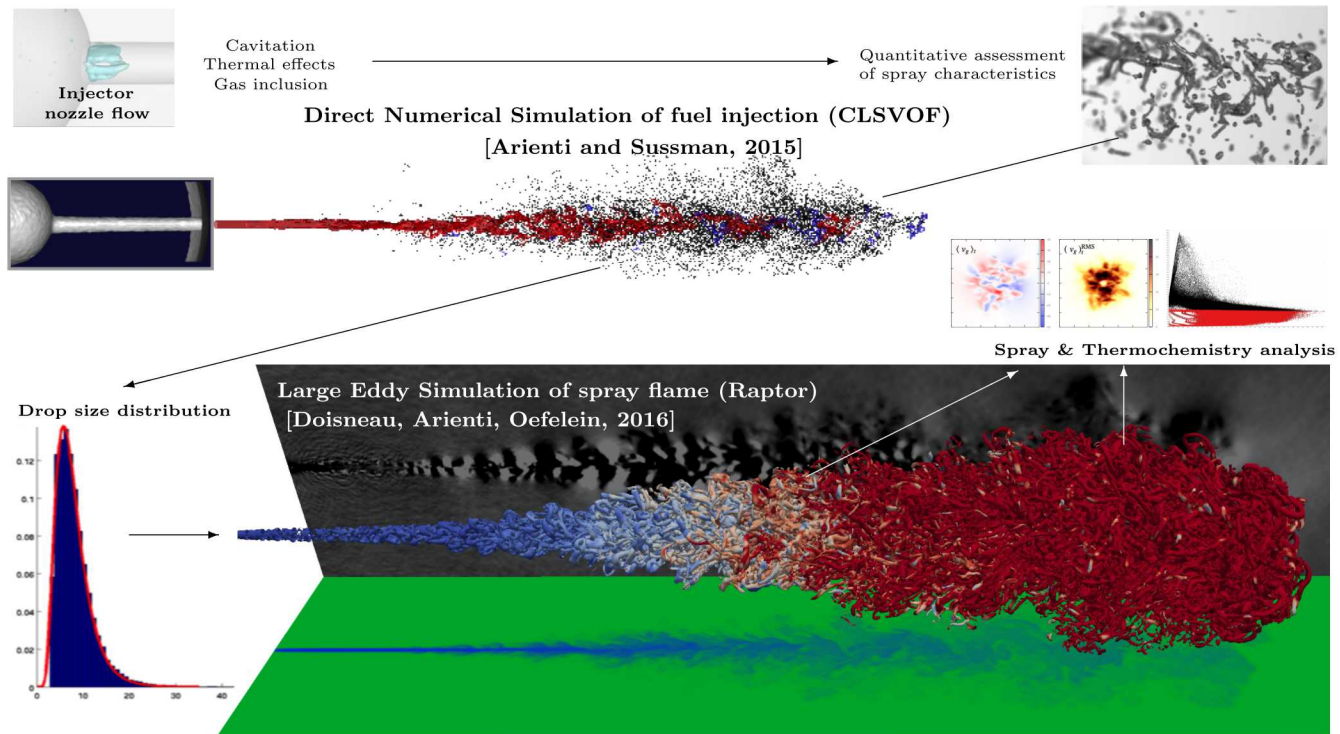 Injector
nozzle flow
Cavitation
Thermal effects
Gas inclusion
Quantitative assessment
of spray characteristics
Direct Numerical Simulation of fuel injection (CLSVOF)
[Arienti and Sussman, 2015]
Spray & Thermochemistry analysis
Large Eddy Simulation of spray flame (Raptor)
[Doisneau, Arienti, Oefelein, 2016]
Drop size distribution
0.12
0.10
0.08
0.06
0.04
0.02
0
0 10 20 30 40